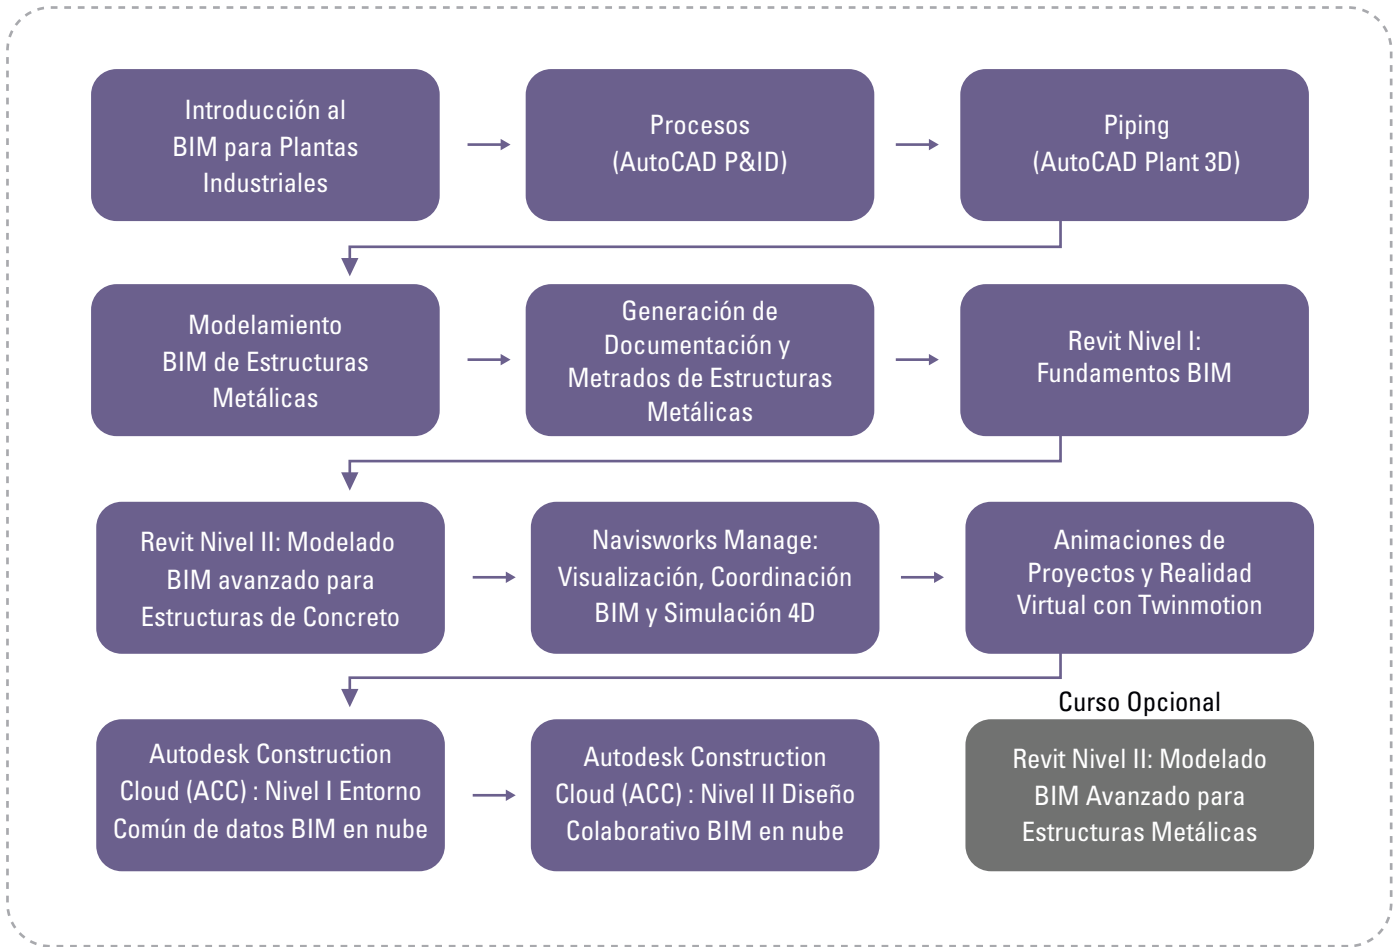 Introducción al
BIM para Plantas
Industriales
Procesos
(AutoCAD P&ID)
Piping
(AutoCAD Plant 3D)
Modelamiento
BIM de Estructuras
Metálicas
Generación de
Documentación y
Metrados de Estructuras
Metálicas
Revit Nivel I:
Fundamentos BIM
Revit Nivel II: Modelado
BIM avanzado para
Estructuras de Concreto
Navisworks Manage:
Visualización, Coordinación
BIM y Simulación 4D
Animaciones de
Proyectos y Realidad
Virtual con Twinmotion
Autodesk Construction
Cloud (ACC) : Nivel I Entorno
Común de datos BIM en nube
Autodesk Construction
Cloud (ACC) : Nivel II Diseño
Colaborativo BIM en nube
Curso Opcional
Revit Nivel II: Modelado
BIM Avanzado para
Estructuras Metálicas